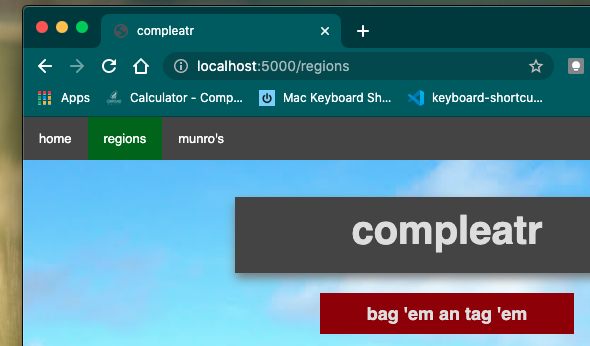 compleatr
localhost:5000/regions
Apps Calculator - Comp... Mac Keyboard Sh... keyboard-shortcu...
home regions munro's
compleatr
bag 'em an tag 'em